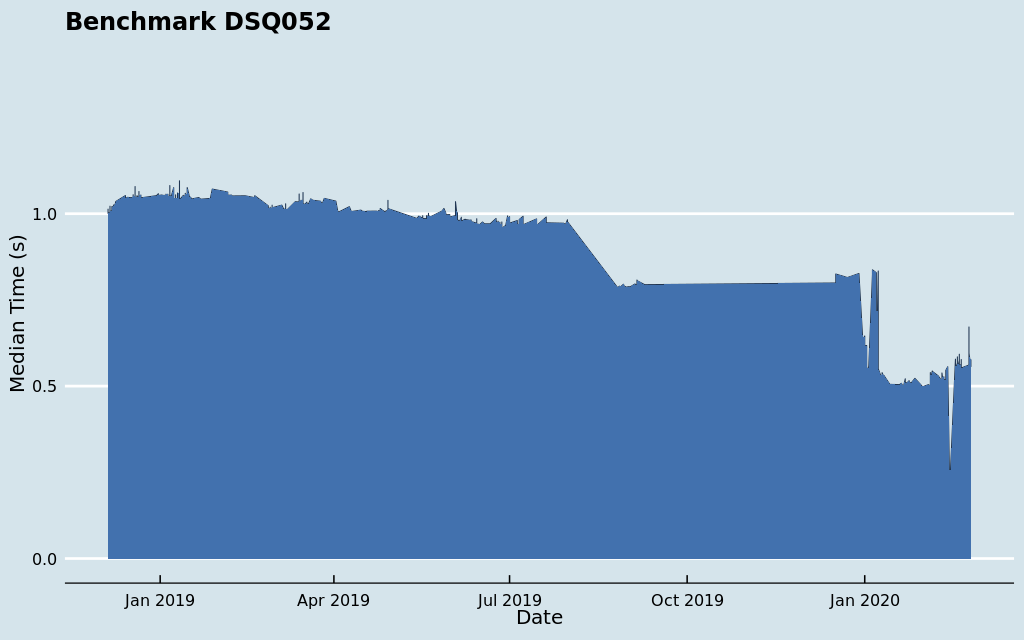 Benchmark DSQ052
Median Time (s)
1.0
0.5
0.0
Jan 2019
Apr 2019
Jul 2019
Oct 2019
Jan 2020
Date